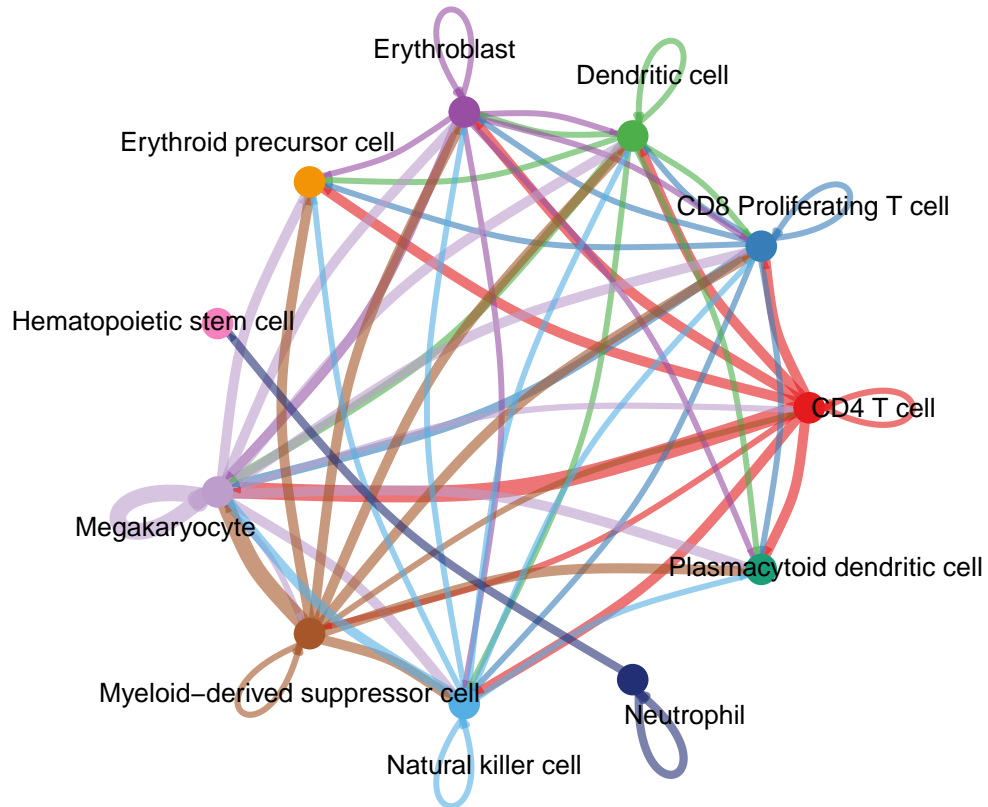 Erythroblast
Dendritic cell
Erythroid precursor cell
CD8 Proliferating T cell
Hematopoietic stem cell
CD4 T cell
Megakaryocyte
Plasmacytoid dendritic cell
Myeloid−derived suppressor cell
Neutrophil
Natural killer cell